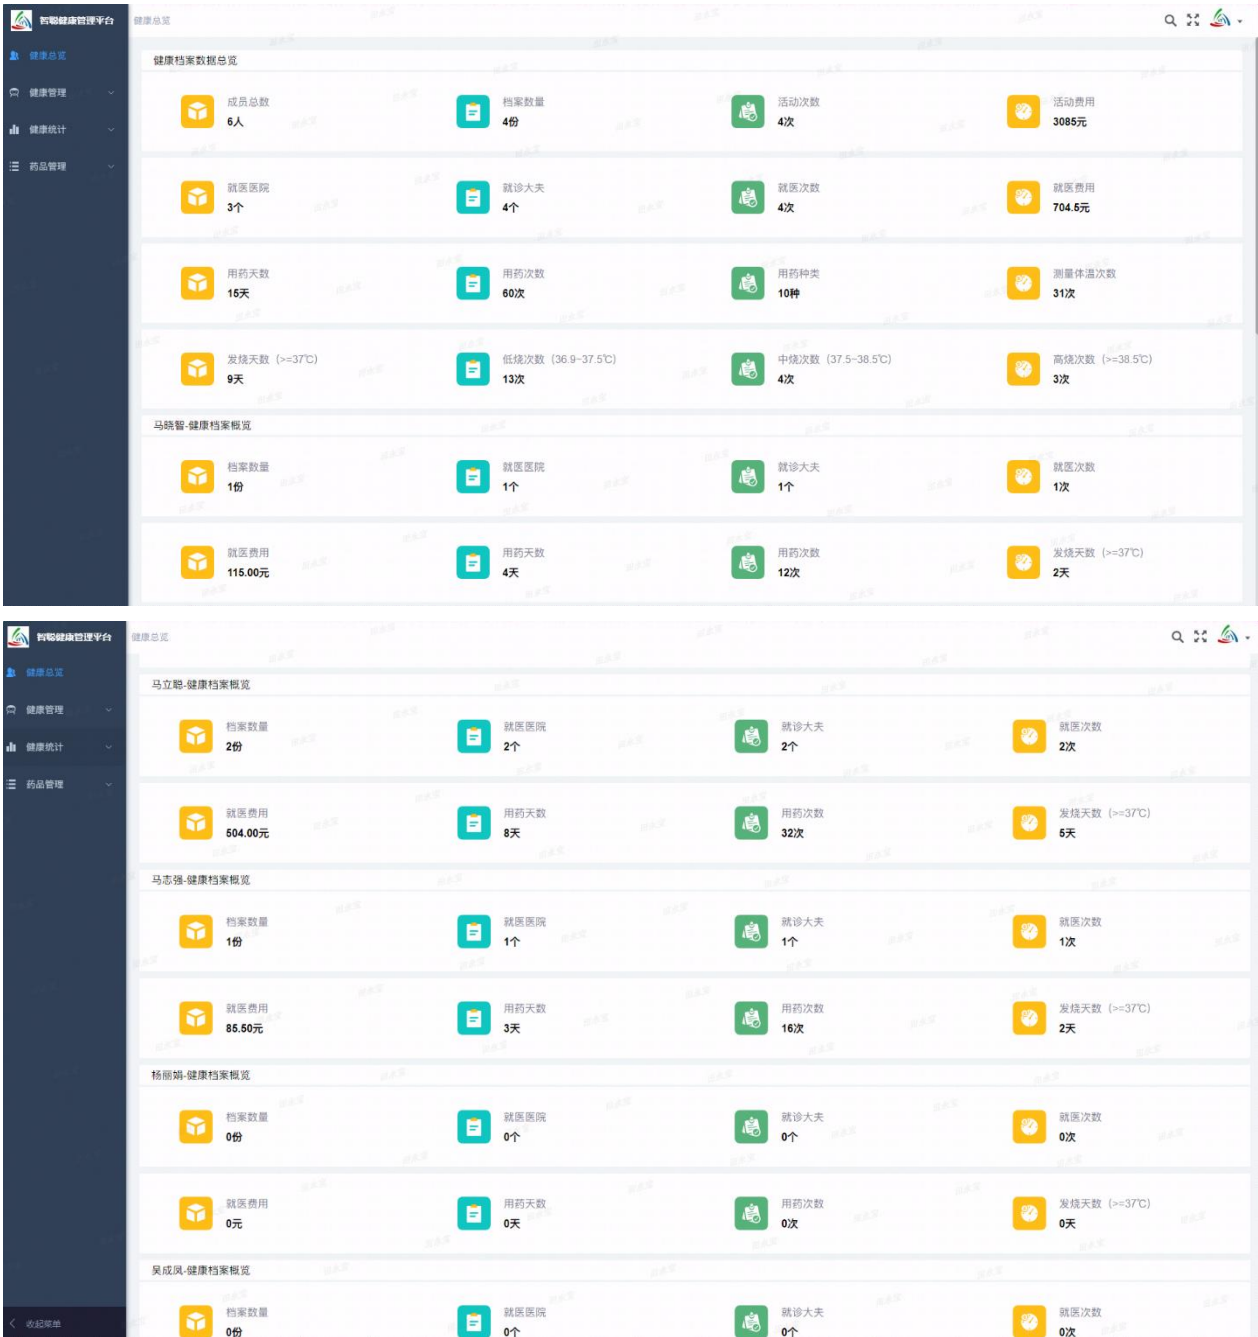 智聪健康管理平台
健康总览
健康总览
健康管理
健康统计
药品管理
健康档案数据总览
成员总数
6人
档案数量
4份
活动次数
4次
活动费用
3085元
就医医院
3个
就诊大夫
4个
就医次数
4次
就医费用
704.5元
用药天数
15天
用药次数
60次
用药种类
10种
测量体温次数
31次
发烧天数（>=37℃）
9天
低烧次数（36.9-37.5℃）
13次
中烧次数（37.5-38.5℃）
4次
高烧次数（>=38.5℃）
3次
马晓智-健康档案概览
档案数量
1份
就医医院
1个
就诊大夫
1个
就医次数
1次
就医费用
115.00元
用药天数
4天
用药次数
12次
发烧天数（>=37℃）
2天
智聪健康管理平台
健康总览
健康总览
健康管理
健康统计
药品管理
收起菜单
马立聪-健康档案概览
档案数量
2份
就医医院
2个
就诊大夫
2个
就医次数
2次
就医费用
504.00元
用药天数
8天
用药次数
32次
发烧天数（>=37℃）
5天
马志强-健康档案概览
档案数量
1份
就医医院
1个
就诊大夫
1个
就医次数
1次
就医费用
85.50元
用药天数
3天
用药次数
16次
发烧天数（>=37℃）
2天
杨丽娟-健康档案概览
档案数量
0份
就医医院
0个
就诊大夫
0个
就医次数
0次
就医费用
0元
用药天数
0天
用药次数
0次
发烧天数（>=37℃）
0天
吴成凤-健康档案概览
档案数量
0份
就医医院
0个
就诊大夫
0个
就医次数
0次